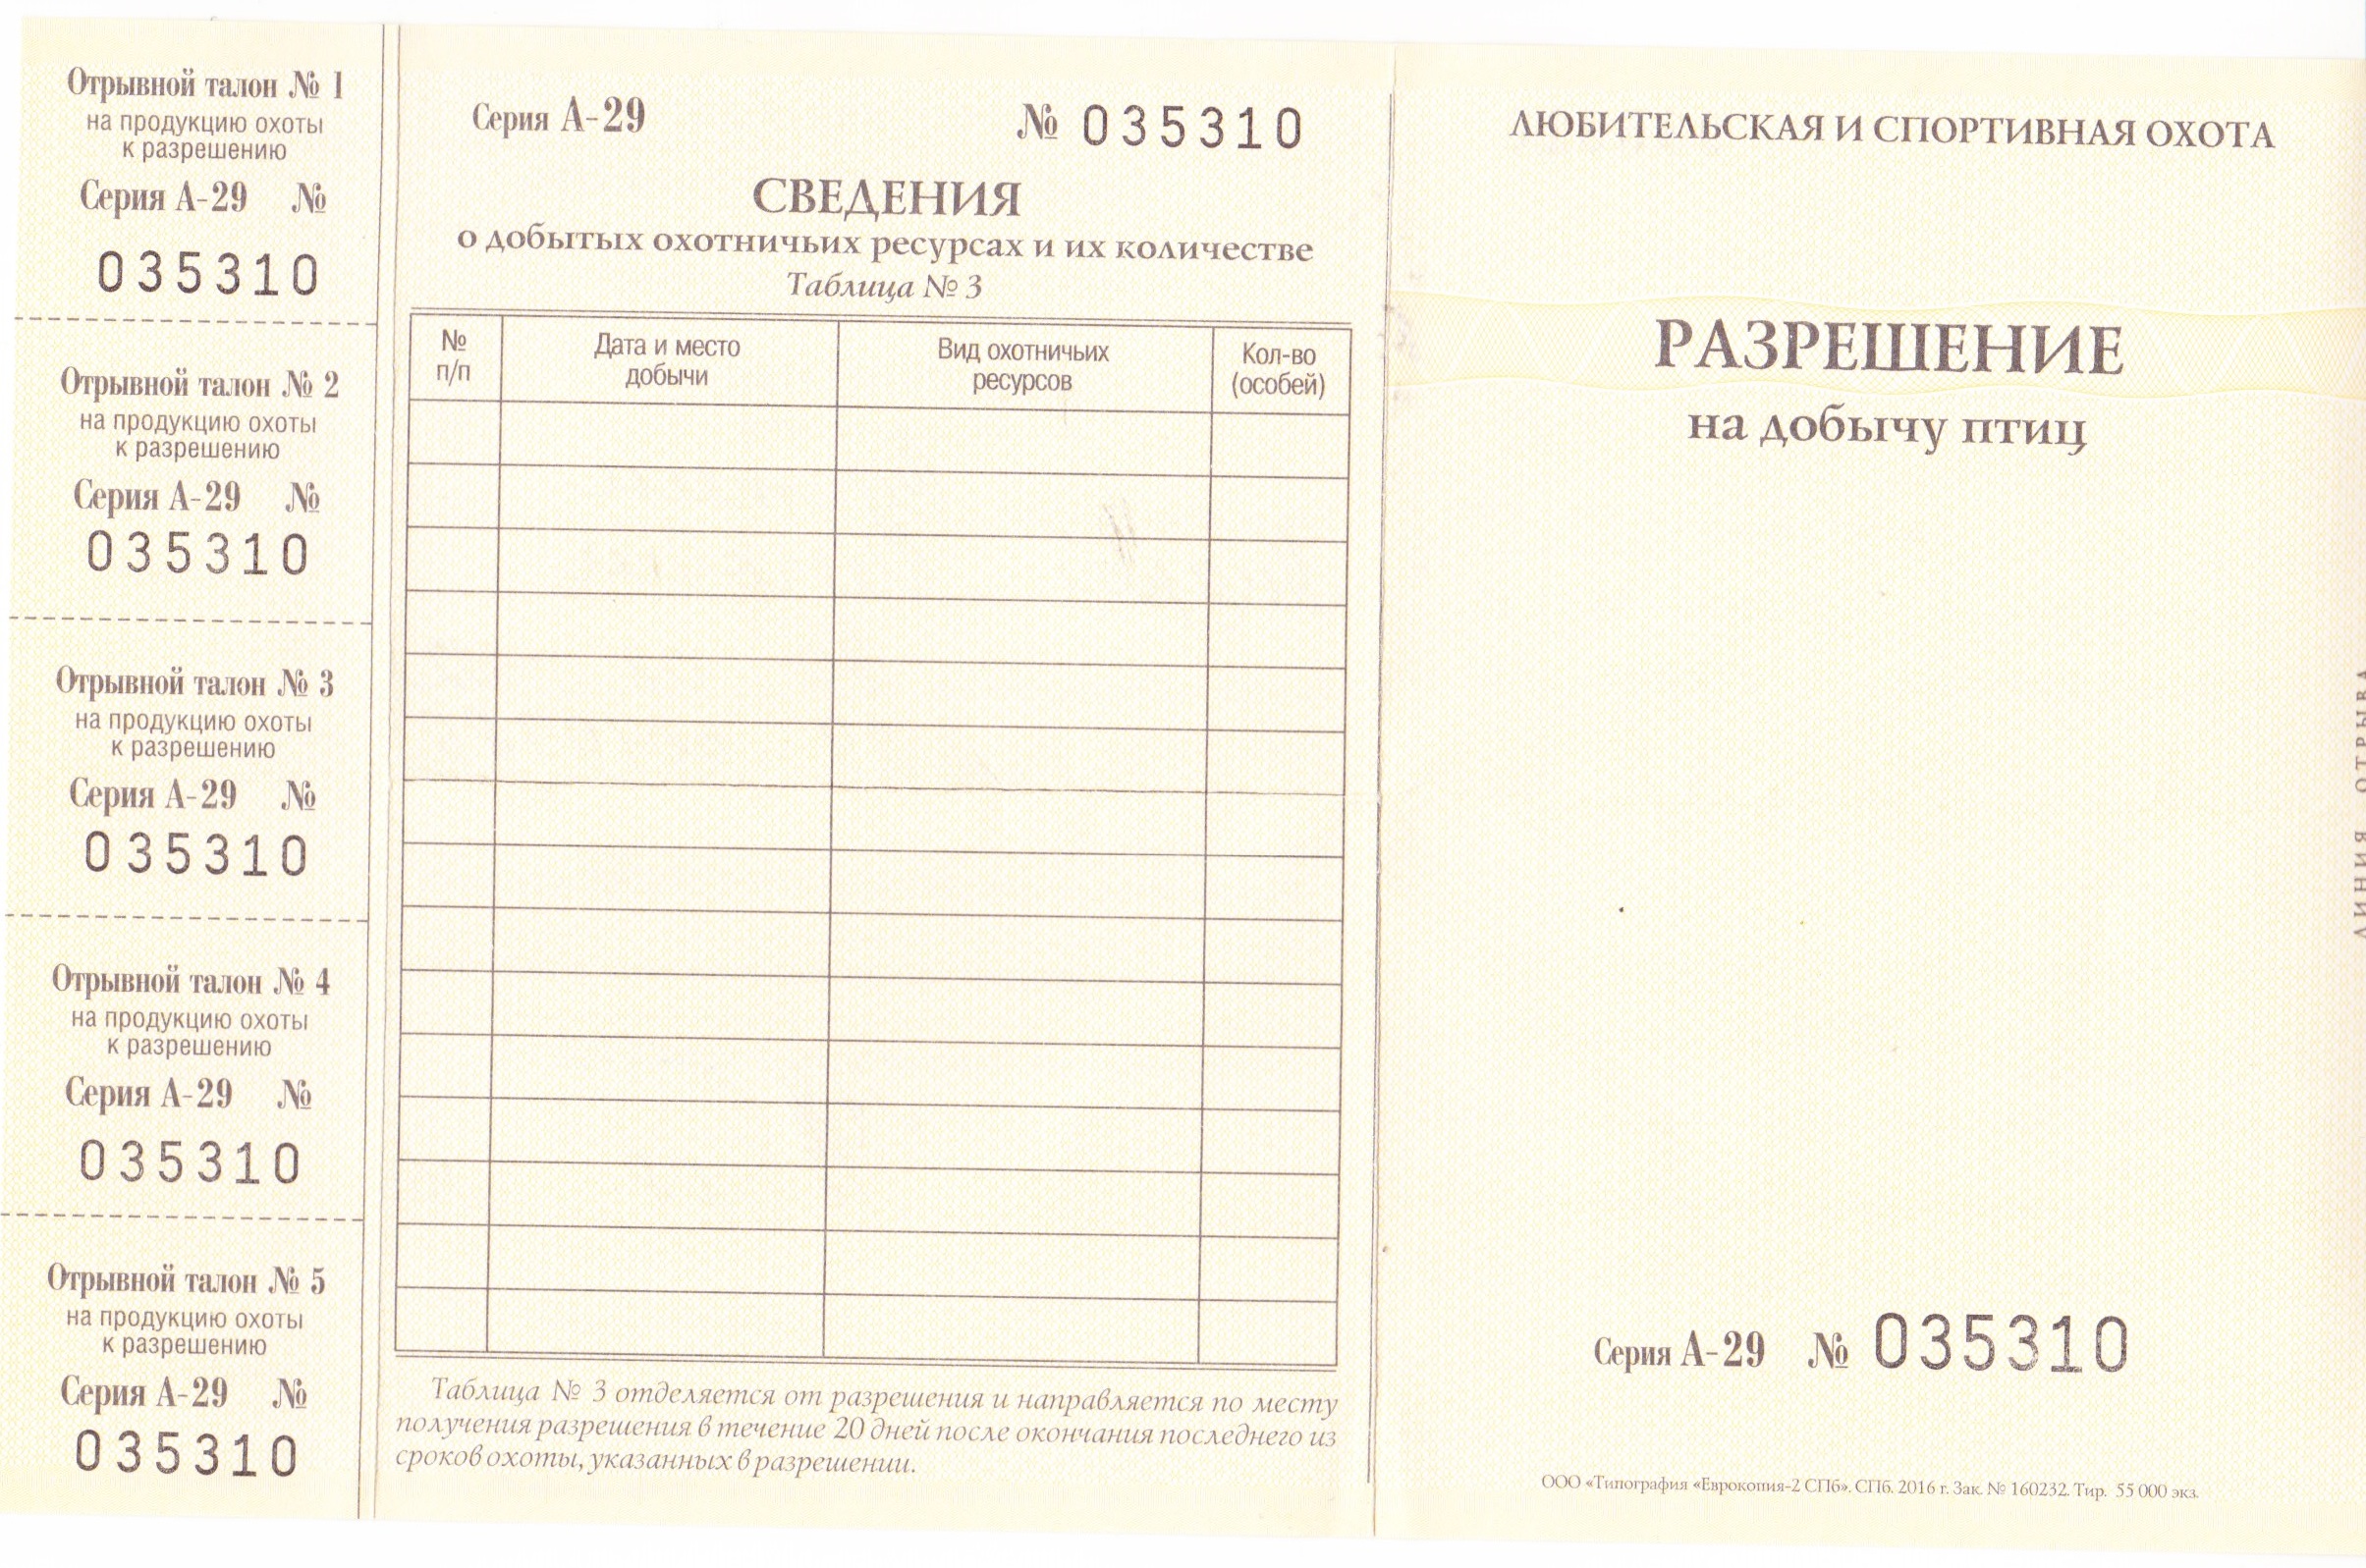 Отрывной талон № 1
на продукцию охоты
к разрешению
Серия А-29 №
035310
Отрывной талон № 2
на продукцию охоты
к разрешению
Серия А-29 №
035310
Отрывной талон № 3
на продукцию охоты
к разрешению
Серия А-29 №
035310
Отрывной талон № 4
на продукцию охоты
к разрешению
Серия А-29 №
035310
Отрывной талон № 5
на продукцию охоты
к разрешению
Серия А-29 №
035310
Серия А-29 № 035310
СВЕДЕНИЯ
о добытых охотничьих ресурсах и их количестве
Таблица № 3
№
п/п
Дата и место
добычи
Вид охотничьих
ресурсов
Кол-во
(особей)
Таблица № 3 отделяется от разрешения и направляется по месту
получения разрешения в течение 20 дней после окончания последнего из
сроков охоты, указанных в разрешении.
ЛЮБИТЕЛЬСКАЯ И СПОРТИВНАЯ ОХОТА
РАЗРЕШЕНИЕ
на добычу птиц
Серия А-29 № 035310
ООО «Типография «Еврокопия-2 СПб». СПб. 2016 г. Зак. № 160232. Тир. 55 000 экз.
ЛИНИЯ ОТРЫВА